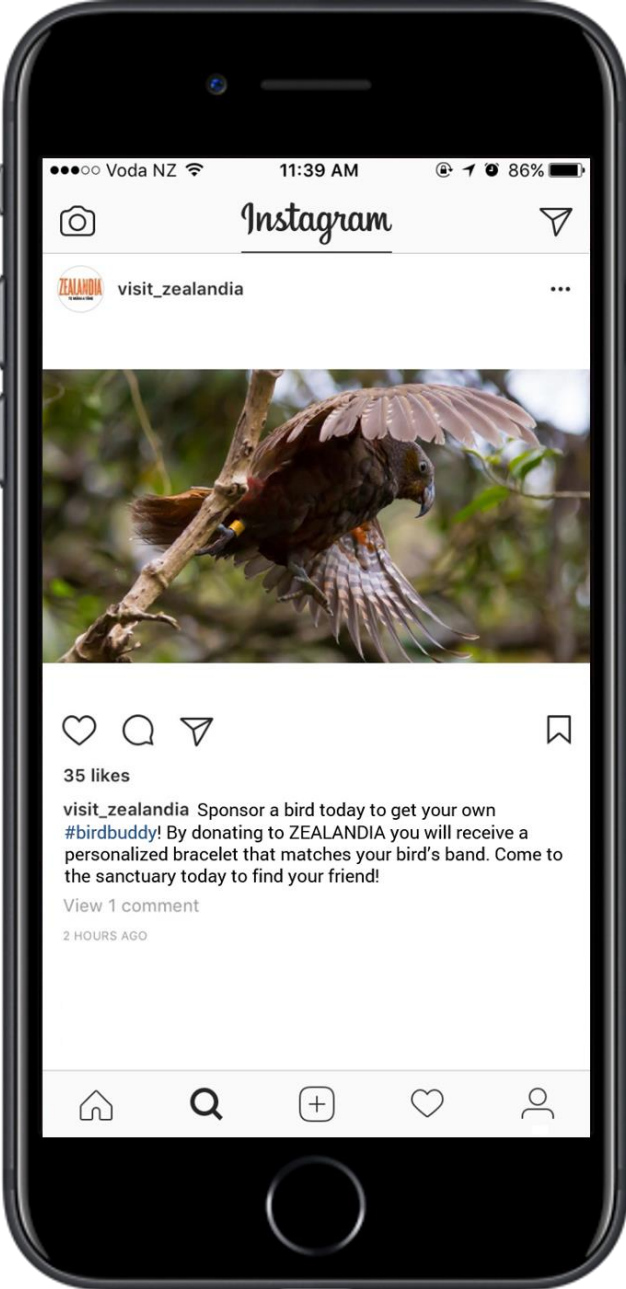 Voda NZ 11:39 AM 86%
Instagram
ZEALANDIA
visit_zealandia
35 likes
visit_zealandia Sponsor a bird today to get your own
#birdbuddy! By donating to ZEALANDIA you will receive a
personalized bracelet that matches your bird's band. Come to
the sanctuary today to find your friend!
View 1 comment
2 HOURS AGO